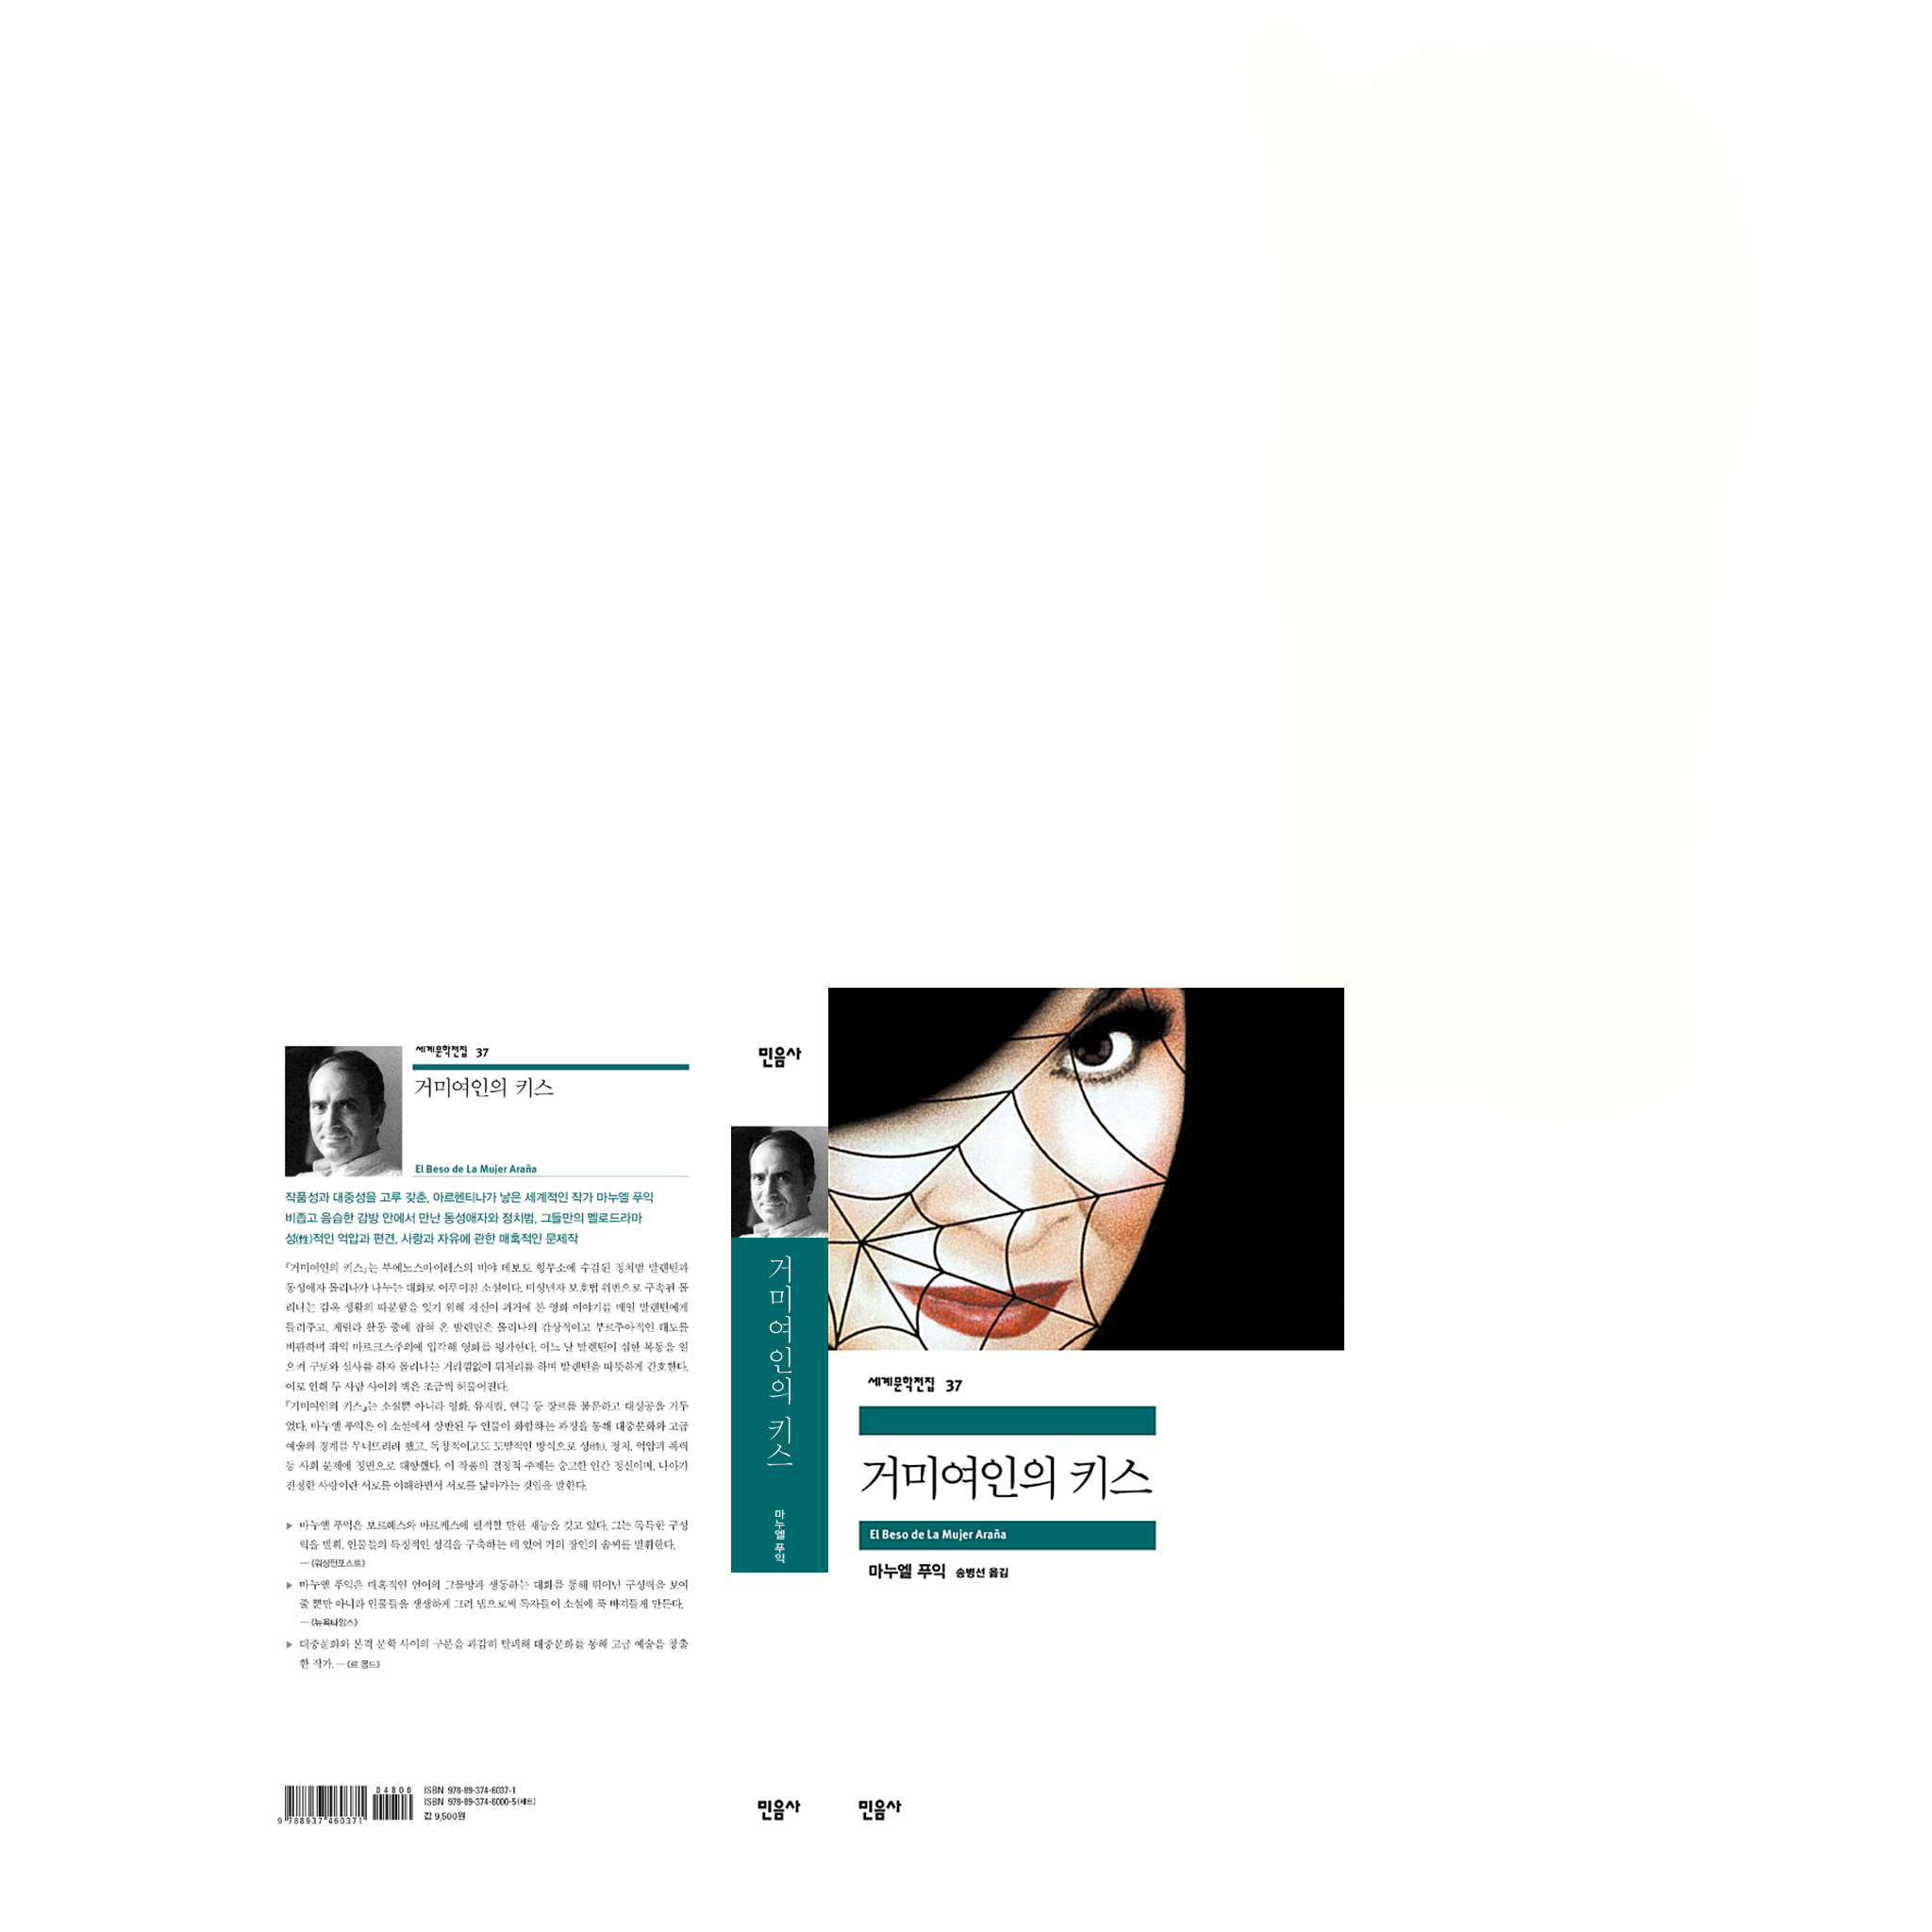 세계문학전집 37
거미여인의 키스
El Beso de La Mujer Araña
작품성과 대중성을 고루 갖춘, 아르헨티나가 낳은 세계적인 작가 마누엘 푸익
비좁고 음습한 감방 안에서 만난 동성애자와 정치범, 그들만의 멜로드라마
성(性)적인 억압과 편견, 사랑과 자유에 관한 매혹적인 문제작
『거미여인의 키스』는 부에노스아이레스의 비야 데보토 형무소에 수감된 정치범 발렌틴과
동성애자 몰리나가 나누는 대화로 이루어진 소설이다. 미성년자 보호법 위반으로 구속된 몰
리나는 감옥 생활의 따분함을 잊기 위해 자신이 과거에 본 영화 이야기를 매일 발렌틴에게
들려주고, 게릴라 활동 중에 잡혀 온 발렌틴은 몰리나의 감상적이고 부르주아적인 태도를
비판하며 좌익 마르크스주의에 입각해 영화를 평가한다. 어느 날 발렌틴이 심한 복통을 일
으켜 구토와 설사를 하자 몰리나는 거리낌없이 뒤처리를 하며 발렌틴을 따뜻하게 간호한다.
이로 인해 두 사람 사이의 벽은 조금씩 허물어진다.
『거미여인의 키스』는 소설뿐 아니라 영화, 뮤지컬, 연극 등 장르를 불문하고 대성공을 거두
었다. 마누엘 푸익은 이 소설에서 상반된 두 인물이 화합하는 과정을 통해 대중문화와 고급
예술의 경계를 무너뜨리려 했고, 독창적이고도 도발적인 방식으로 성(性), 정치, 억압과 폭력
등 사회 문제에 정면으로 대항했다. 이 작품의 결정적 주제는 숭고한 인간 정신이며, 나아가
진정한 사랑이란 서로를 이해하면서 서로를 닮아가는 것임을 말한다.
▶ 마누엘 푸익은 보르헤스와 마르케스에 필적할 만한 재능을 갖고 있다. 그는 독특한 구성
력을 발휘, 인물들의 특징적인 성격을 구축하는 데 있어 거의 장인의 솜씨를 발휘한다.
—《워싱턴포스트》
▶ 마누엘 푸익은 매혹적인 언어의 그물망과 생동하는 대화를 통해 뛰어난 구성력을 보여
줄 뿐만 아니라 인물들을 생생하게 그려 냄으로써 독자들이 소설에 푹 빠져들게 만든다.
—《뉴욕타임스》
▶ 대중문화와 본격 문학 사이의 구분을 과감히 탈피해 대중문화를 통해 고급 예술을 창출
한 작가. —《르 몽드》
9 788937 460371
04800
ISBN 978-89-374-6037-1
ISBN 978-89-374-6000-5 (세트)
값 9,500원
민음사
거미여인의 키스
마누엘 푸익
민음사
세계문학전집 37
거미여인의 키스
El Beso de La Mujer Araña
마누엘 푸익 송병선 옮김
민음사